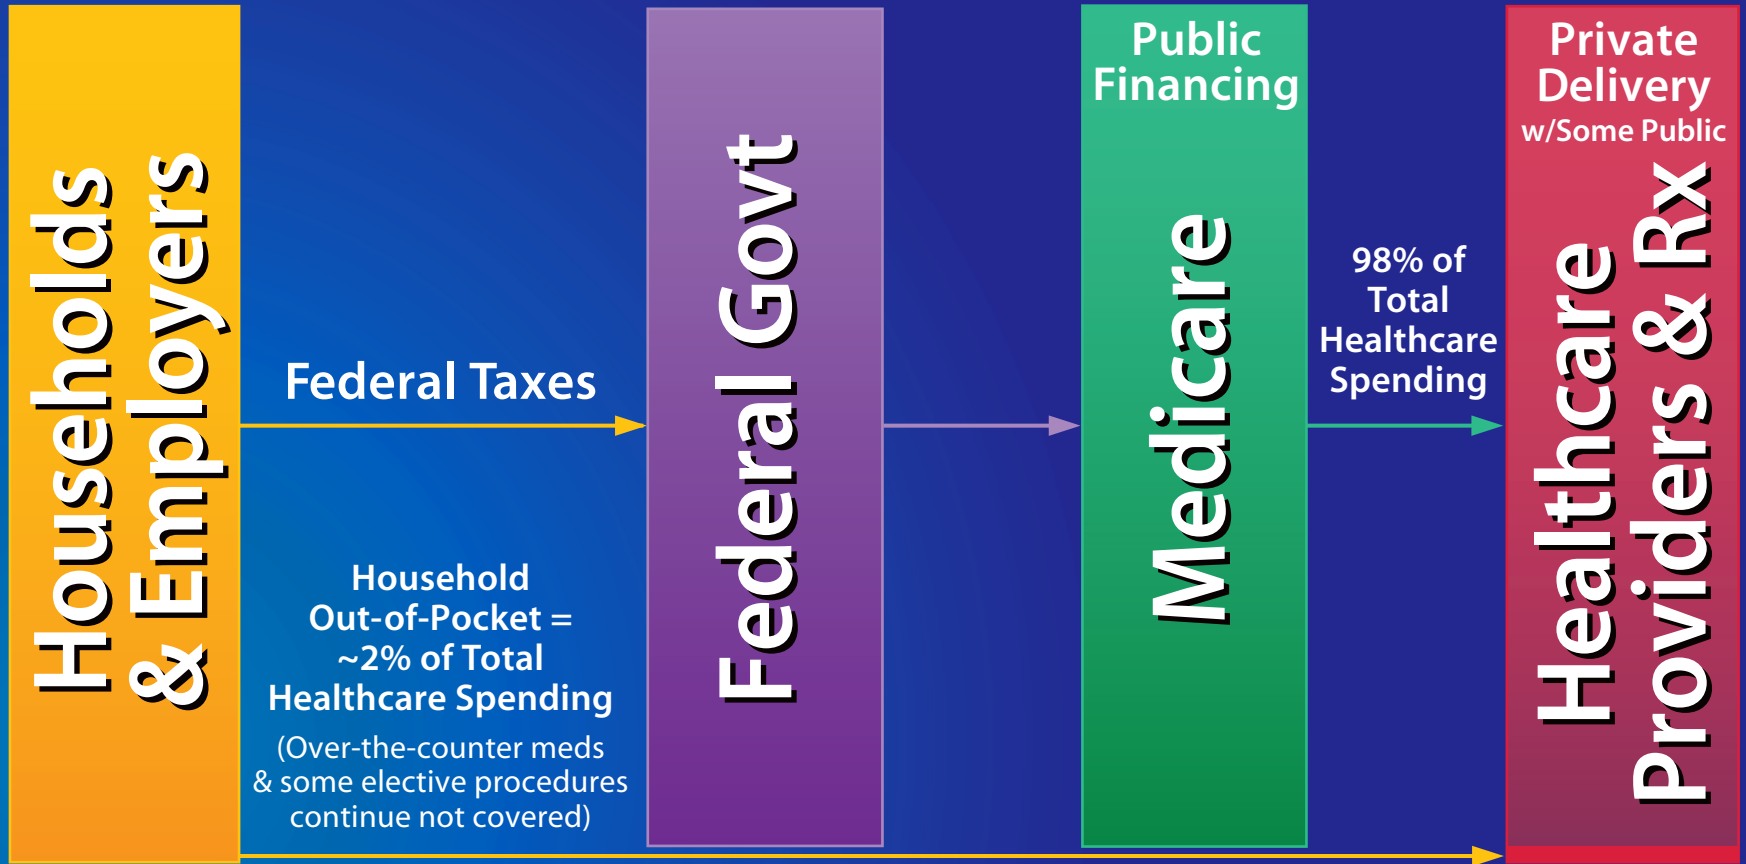 Households
& Employers
Federal Taxes
Household
Out-of-Pocket =
~2% of Total
Healthcare Spending
(Over-the-counter meds
& some elective procedures
continue not covered)
Federal Govt
Public
Financing
Medicare
98% of
Total
Healthcare
Spending
Private
Delivery
w/Some Public
Healthcare
Providers & Rx